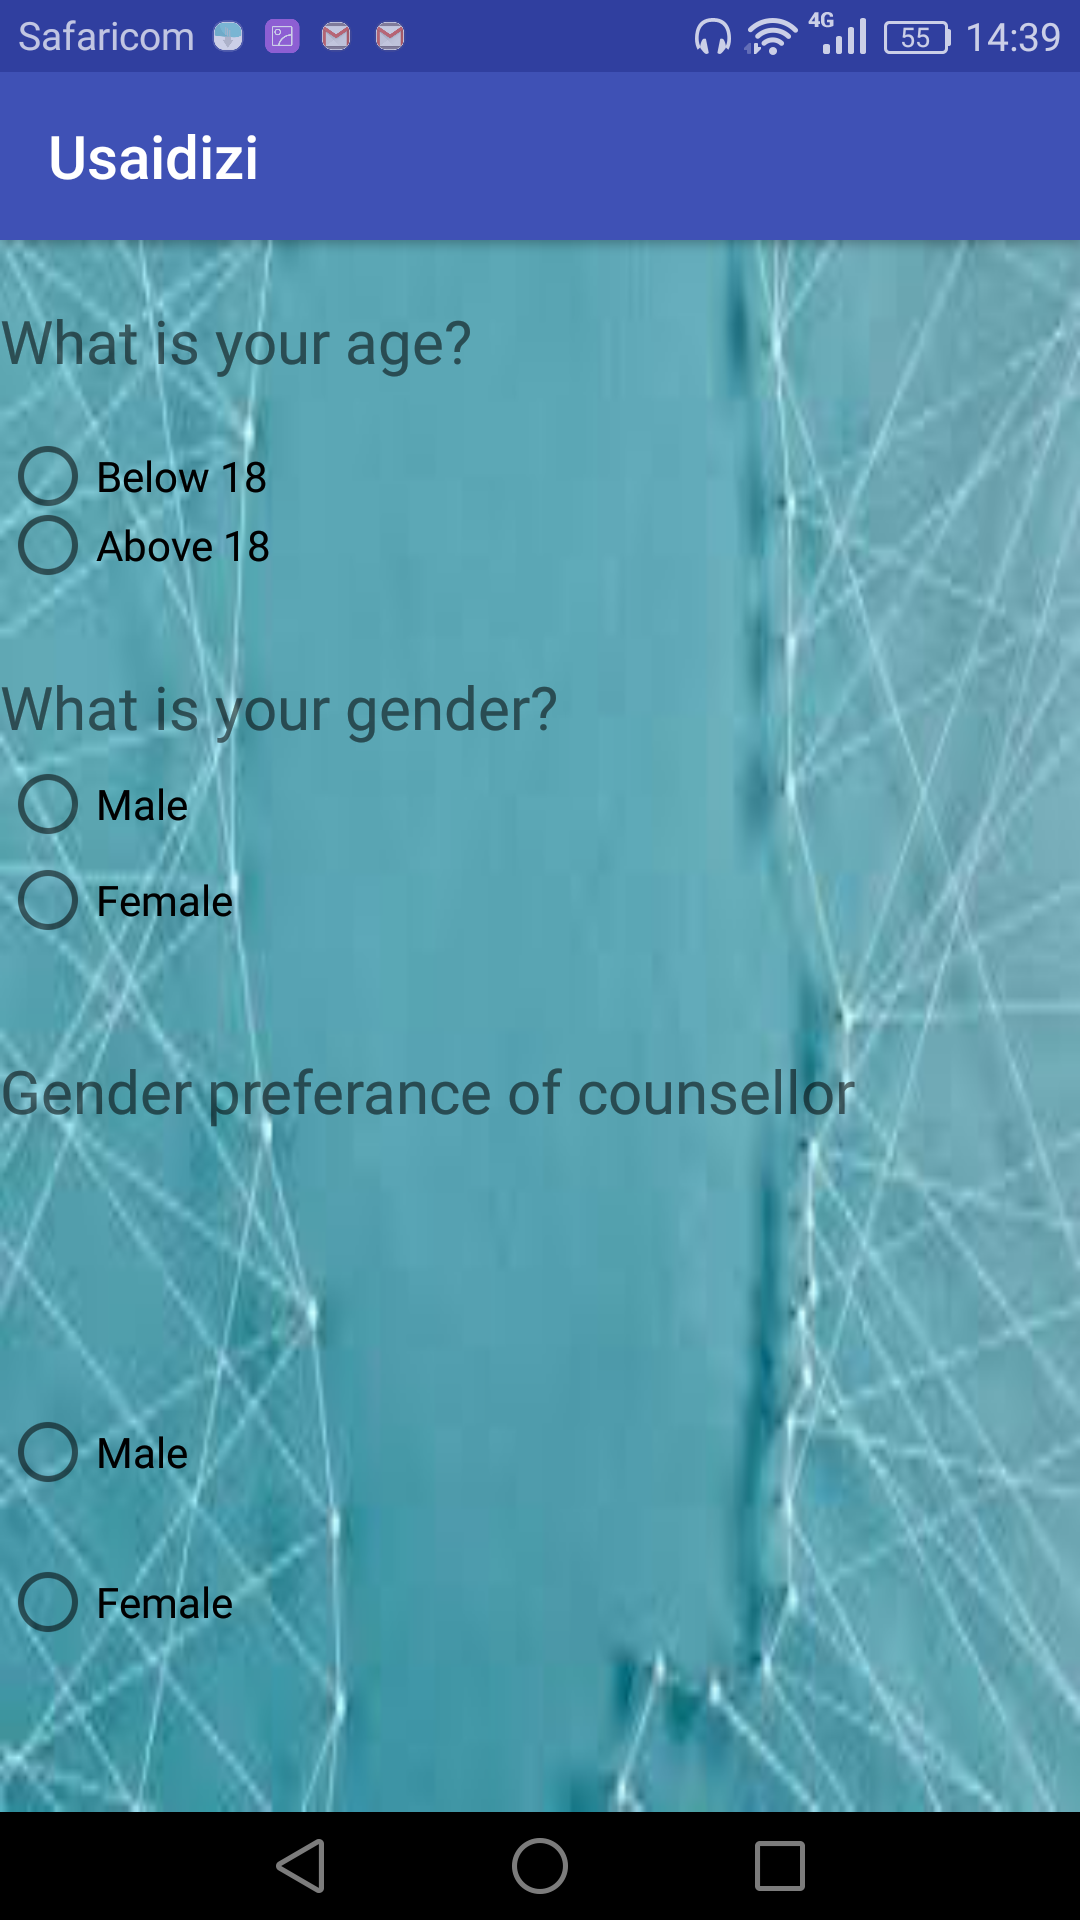 Safaricom 4G 55 14:39
Usaidizi
What is your age?
Below 18
Above 18
What is your gender?
Male
Female
Gender preferance of counsellor
Male
Female